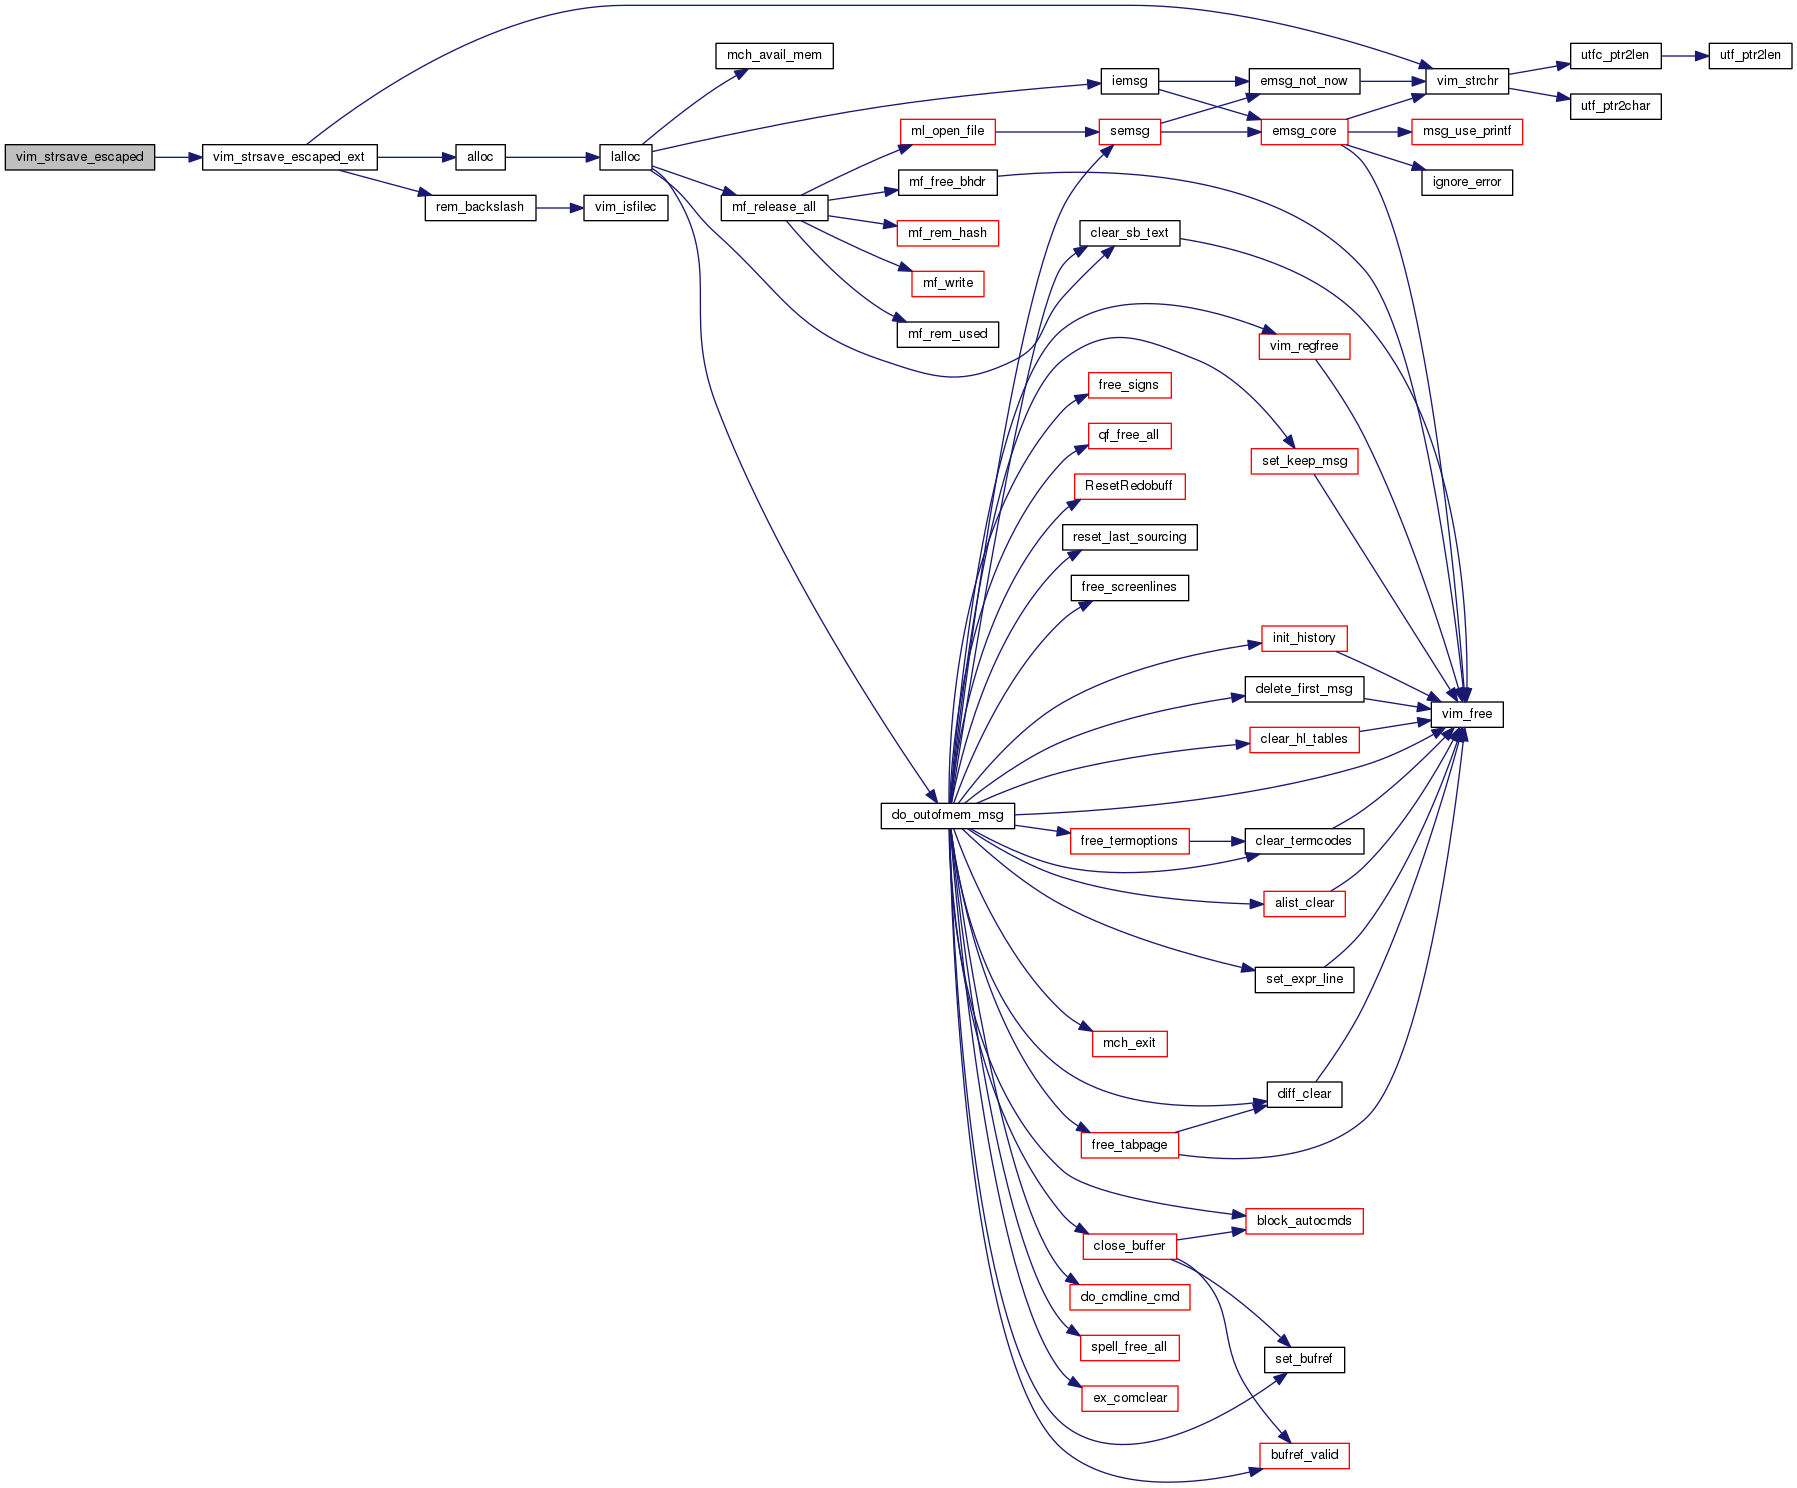 vim_strsave_escaped
vim_strsave_escaped_ext
alloc
rem_backslash
lalloc
vim_isfilec
mch_avail_mem
mf_release_all
ml_open_file
mf_free_bhdr
mf_rem_hash
mf_write
mf_rem_used
do_outofmem_msg
iemsg
semsg
clear_sb_text
free_signs
qf_free_all
ResetRedobuff
reset_last_sourcing
free_screenlines
free_termoptions
mch_exit
free_tabpage
close_buffer
do_cmdline_cmd
spell_free_all
ex_comclear
emsg_not_now
emsg_core
vim_regfree
set_keep_msg
init_history
delete_first_msg
clear_hl_tables
clear_termcodes
alist_clear
set_expr_line
diff_clear
block_autocmds
set_bufref
bufref_valid
vim_strchr
msg_use_printf
ignore_error
vim_free
utfc_ptr2len
utf_ptr2char
utf_ptr2len